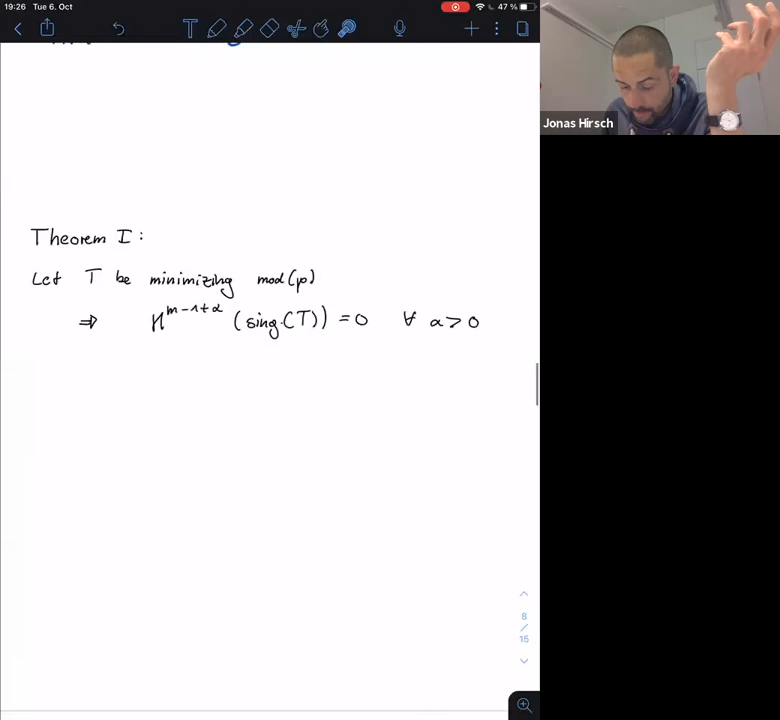 19:26 Tue 6. Oct
47 %
Jonas Hirsch
Theorem I:
Let T be minimizing mod(p)
⇒ H^{m-1+α} (sing(T)) = 0 ∀ α > 0
8
/
15